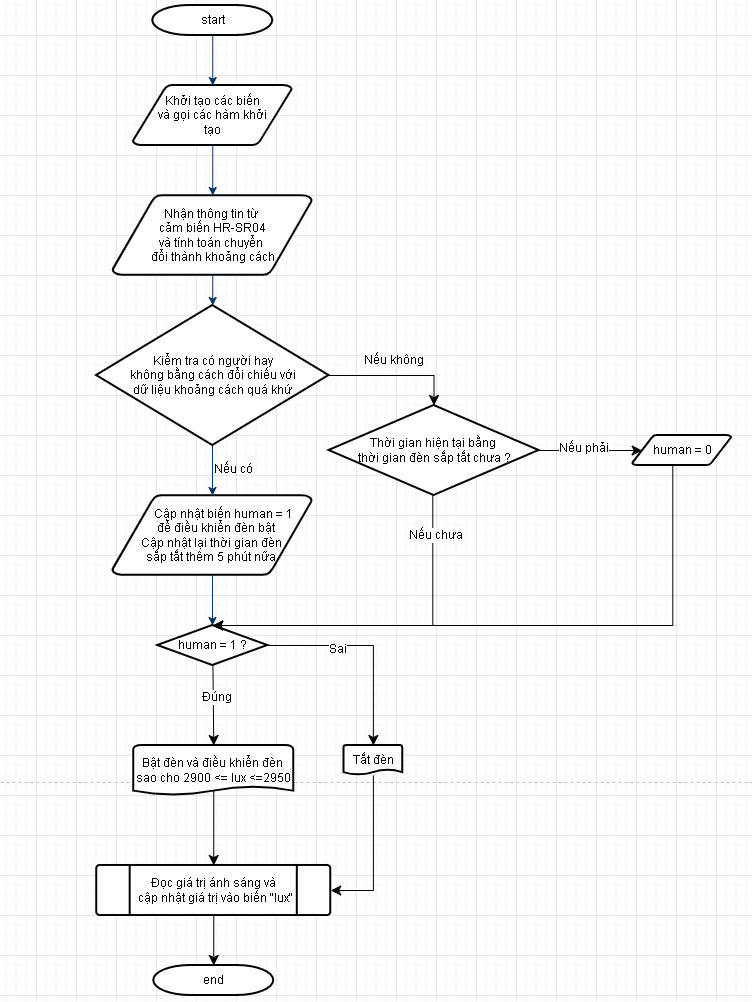 start
Khởi tạo các biến
và gọi các hàm khởi
tạo
Nhận thông tin từ
cảm biến HR-SR04
và tính toán chuyển
đổi thành khoảng cách
Kiểm tra có người hay
không bằng cách đối chiếu với
dữ liệu khoảng cách quá khứ
Nếu không
Thời gian hiện tại bằng
thời gian đèn sắp tắt chưa ?
Nếu phải
human = 0
Nếu có
Nếu chưa
Cập nhật biến human = 1
để điều khiển đèn bật
Cập nhật lại thời gian đèn
sắp tắt thêm 5 phút nữa
human = 1 ?
Sai
Đúng
Bật đèn và điều khiển đèn
sao cho 2900 <= lux <=2950
Tắt đèn
Đọc giá trị ánh sáng và
cập nhật giá trị vào biến "lux"
end